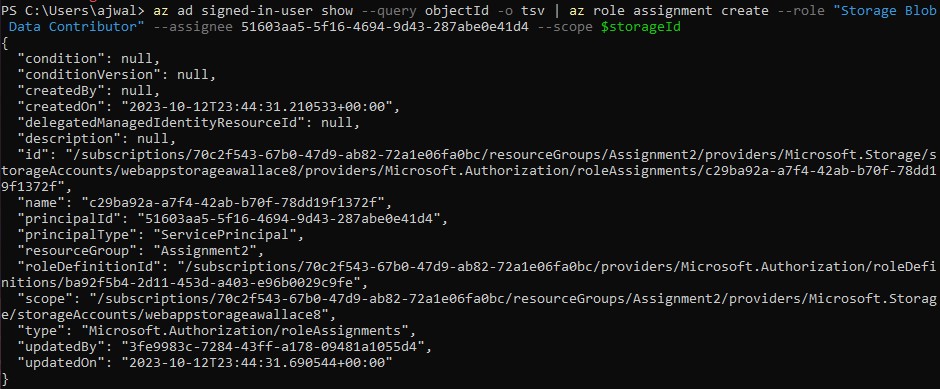 PS C:\Users\ajwal> az ad signed-in-user show --query objectId -o tsv | az role assignment create --role "Storage Blob
 Data Contributor" --assignee 51603aa5-5f16-4694-9d43-287abe0e41d4 --scope $storageId
{
  "condition": null,
  "conditionVersion": null,
  "createdBy": null,
  "createdOn": "2023-10-12T23:44:31.210533+00:00",
  "delegatedManagedIdentityResourceId": null,
  "description": null,
  "id": "/subscriptions/70c2f543-67b0-47d9-ab82-72a1e06fa0bc/resourceGroups/Assignment2/providers/Microsoft.Storage/s
torageAccounts/webappstorageawallace8/providers/Microsoft.Authorization/roleAssignments/c29ba92a-a7f4-42ab-b70f-78dd1
9f1372f",
  "name": "c29ba92a-a7f4-42ab-b70f-78dd19f1372f",
  "principalId": "51603aa5-5f16-4694-9d43-287abe0e41d4",
  "principalType": "ServicePrincipal",
  "resourceGroup": "Assignment2",
  "roleDefinitionId": "/subscriptions/70c2f543-67b0-47d9-ab82-72a1e06fa0bc/providers/Microsoft.Authorization/roleDefi
nitions/ba92f5b4-2d11-453d-a403-e96b0029c9fe",
  "scope": "/subscriptions/70c2f543-67b0-47d9-ab82-72a1e06fa0bc/resourceGroups/Assignment2/providers/Microsoft.Storag
e/storageAccounts/webappstorageawallace8",
  "type": "Microsoft.Authorization/roleAssignments",
  "updatedBy": "3fe9983c-7284-43ff-a178-09481a1055d4",
  "updatedOn": "2023-10-12T23:44:31.690544+00:00"
}